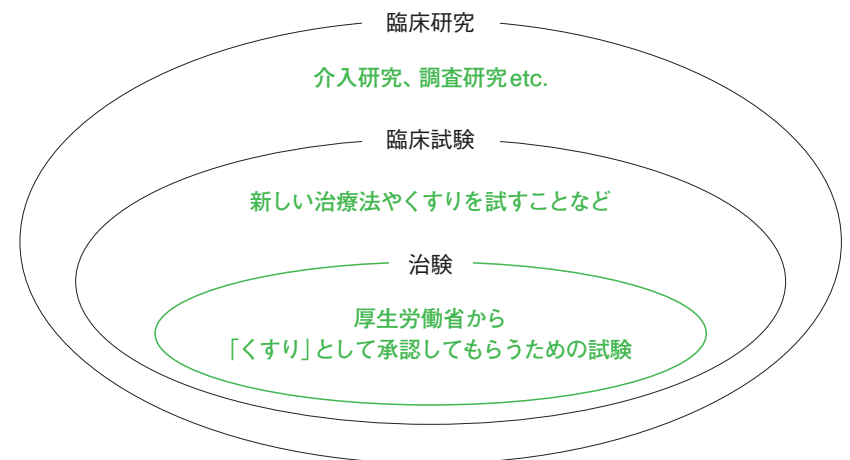 臨床研究
介入研究、調査研究etc.
臨床試験
新しい治療法やくすりを試すことなど
治験
厚生労働省から
「くすり」として承認してもらうための試験